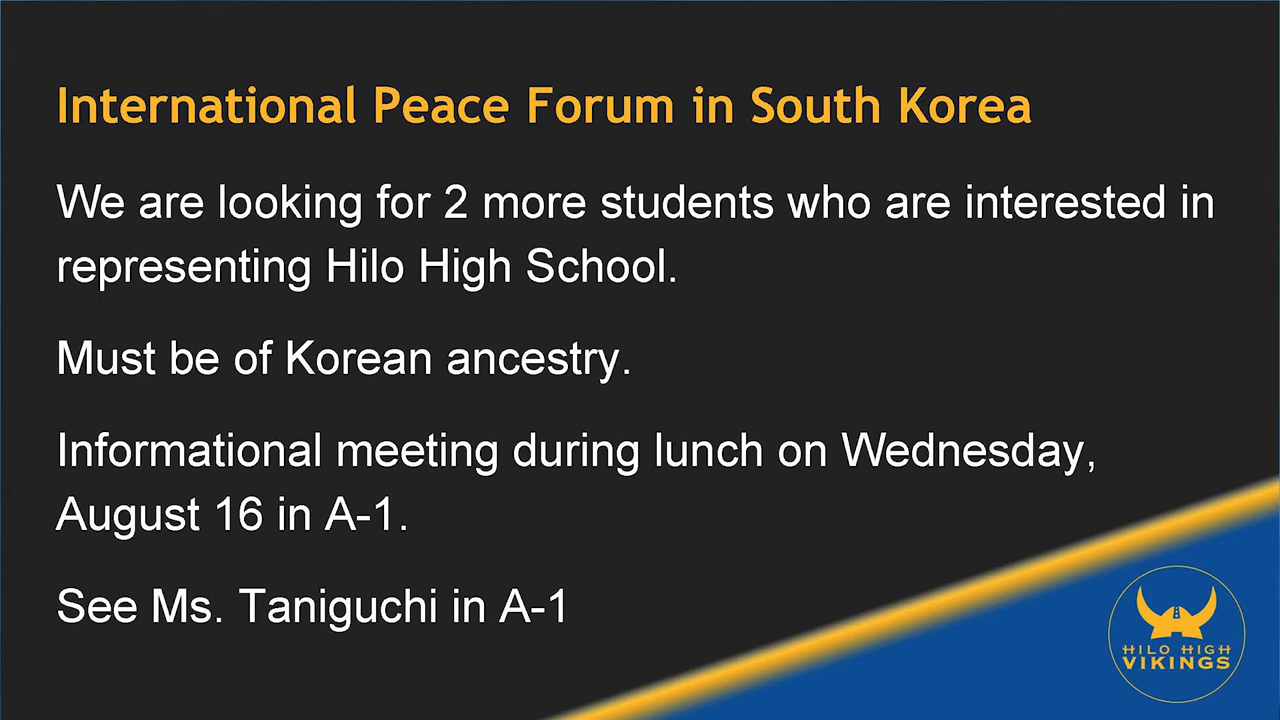 International Peace Forum in South Korea
We are looking for 2 more students who are interested in
representing Hilo High School.
Must be of Korean ancestry.
Informational meeting during lunch on Wednesday,
August 16 in A-1.
See Ms. Taniguchi in A-1
HILO HIGH
VIKINGS